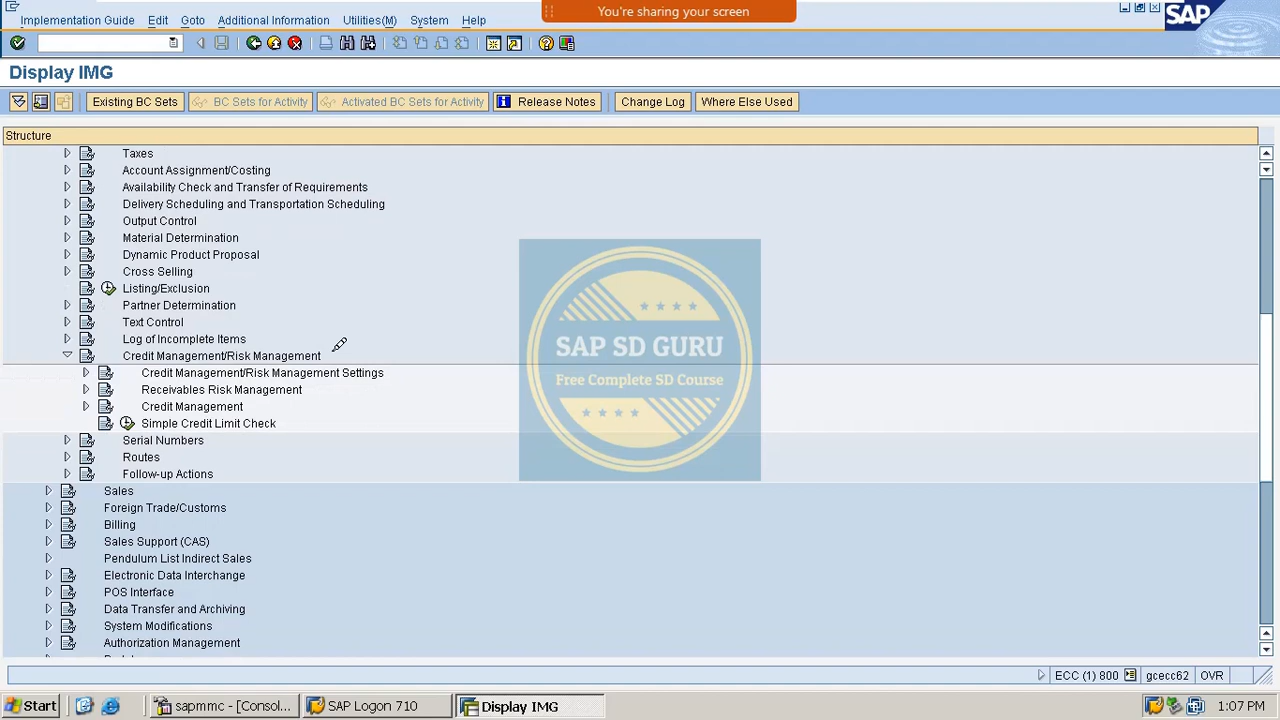 You're sharing your screen
Implementation Guide Edit Goto Additional Information Utilities(M) System Help
SAP
Display IMG
Existing BC Sets BC Sets for Activity Activated BC Sets for Activity Release Notes Change Log Where Else Used
Structure
Taxes
Account Assignment/Costing
Availability Check and Transfer of Requirements
Delivery Scheduling and Transportation Scheduling
Output Control
Material Determination
Dynamic Product Proposal
Cross Selling
Listing/Exclusion
Partner Determination
Text Control
Log of Incomplete Items
Credit Management/Risk Management
Credit Management/Risk Management Settings
Receivables Risk Management
Credit Management
Simple Credit Limit Check
Serial Numbers
Routes
Follow-up Actions
Sales
Foreign Trade/Customs
Billing
Sales Support (CAS)
Pendulum List Indirect Sales
Electronic Data Interchange
POS Interface
Data Transfer and Archiving
System Modifications
Authorization Management
SAP SD GURU
Free Complete SD Course
ECC (1) 800 gcecc62 OVR
Start sapmmc - [Consol... SAP Logon 710 Display IMG 1:07 PM